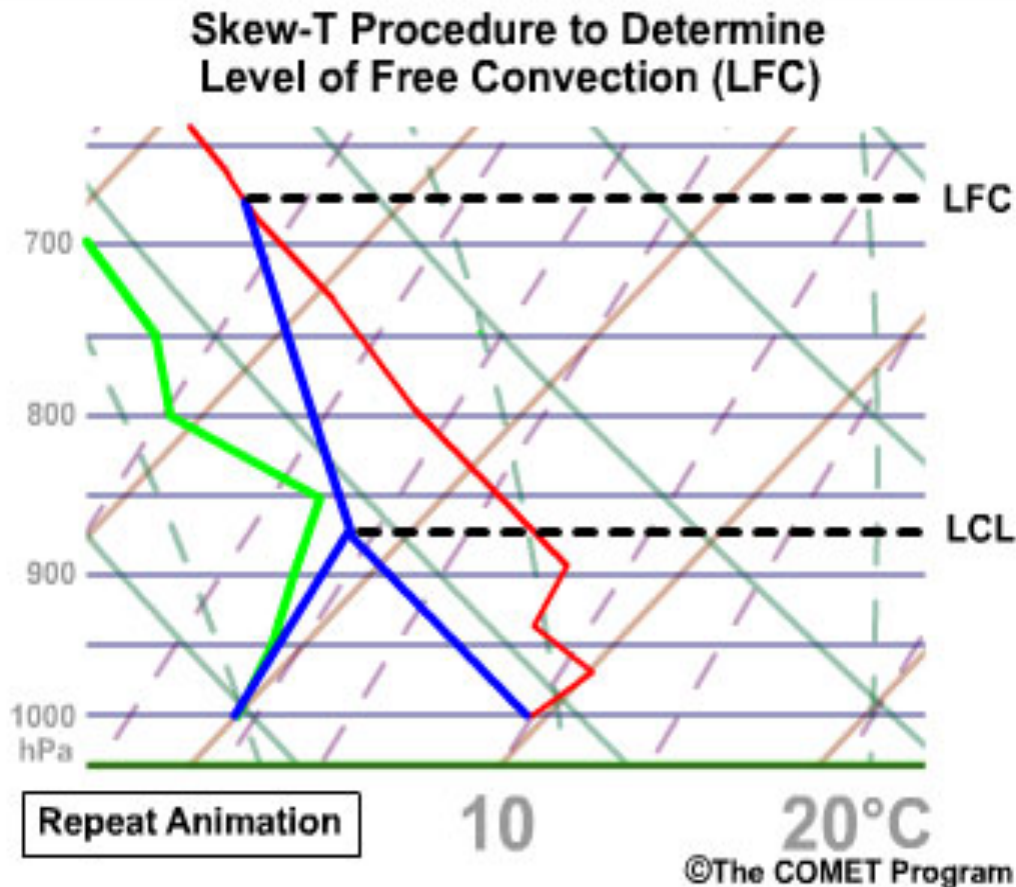 Skew-T Procedure to Determine
Level of Free Convection (LFC)
LFC
700
800
LCL
900
1000
hPa
Repeat Animation
10
20°C
©The COMET Program